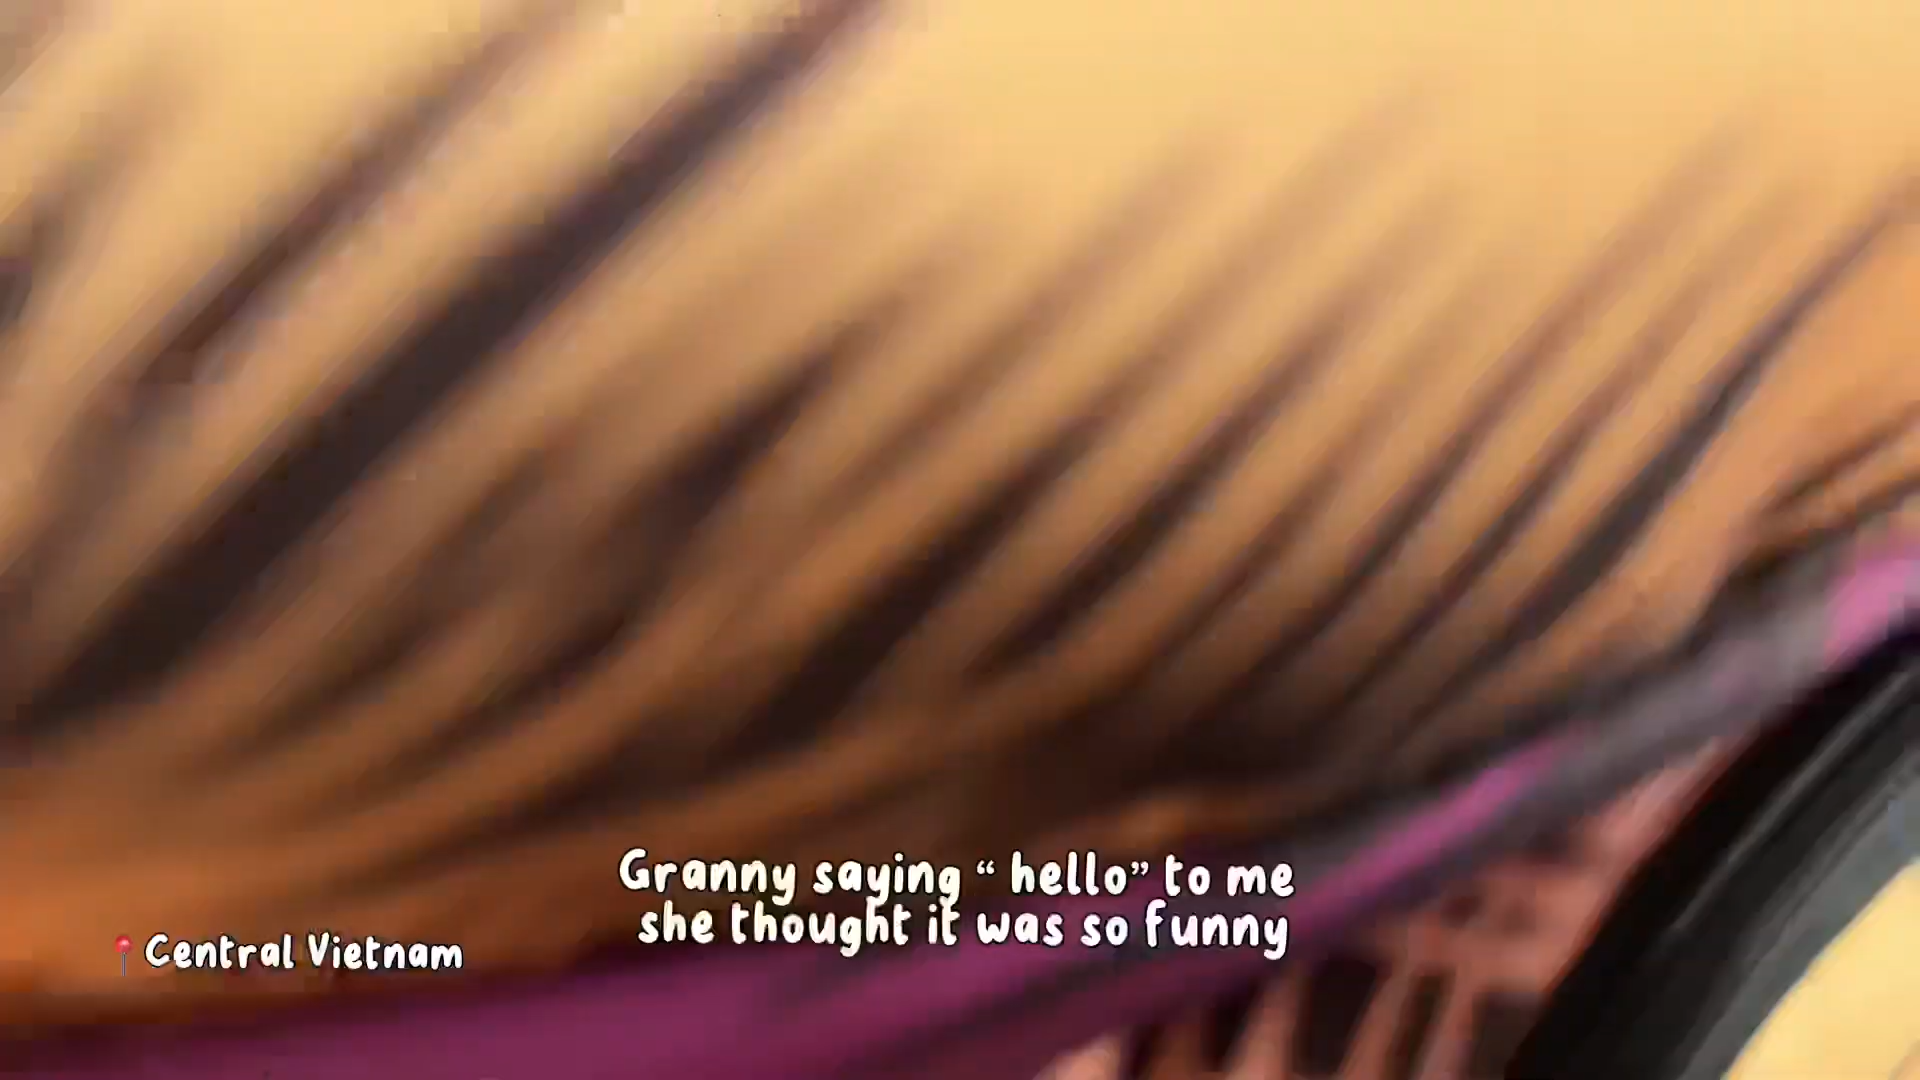 Granny saying “ hello” to me
she thought it was so funny
📍Central Vietnam